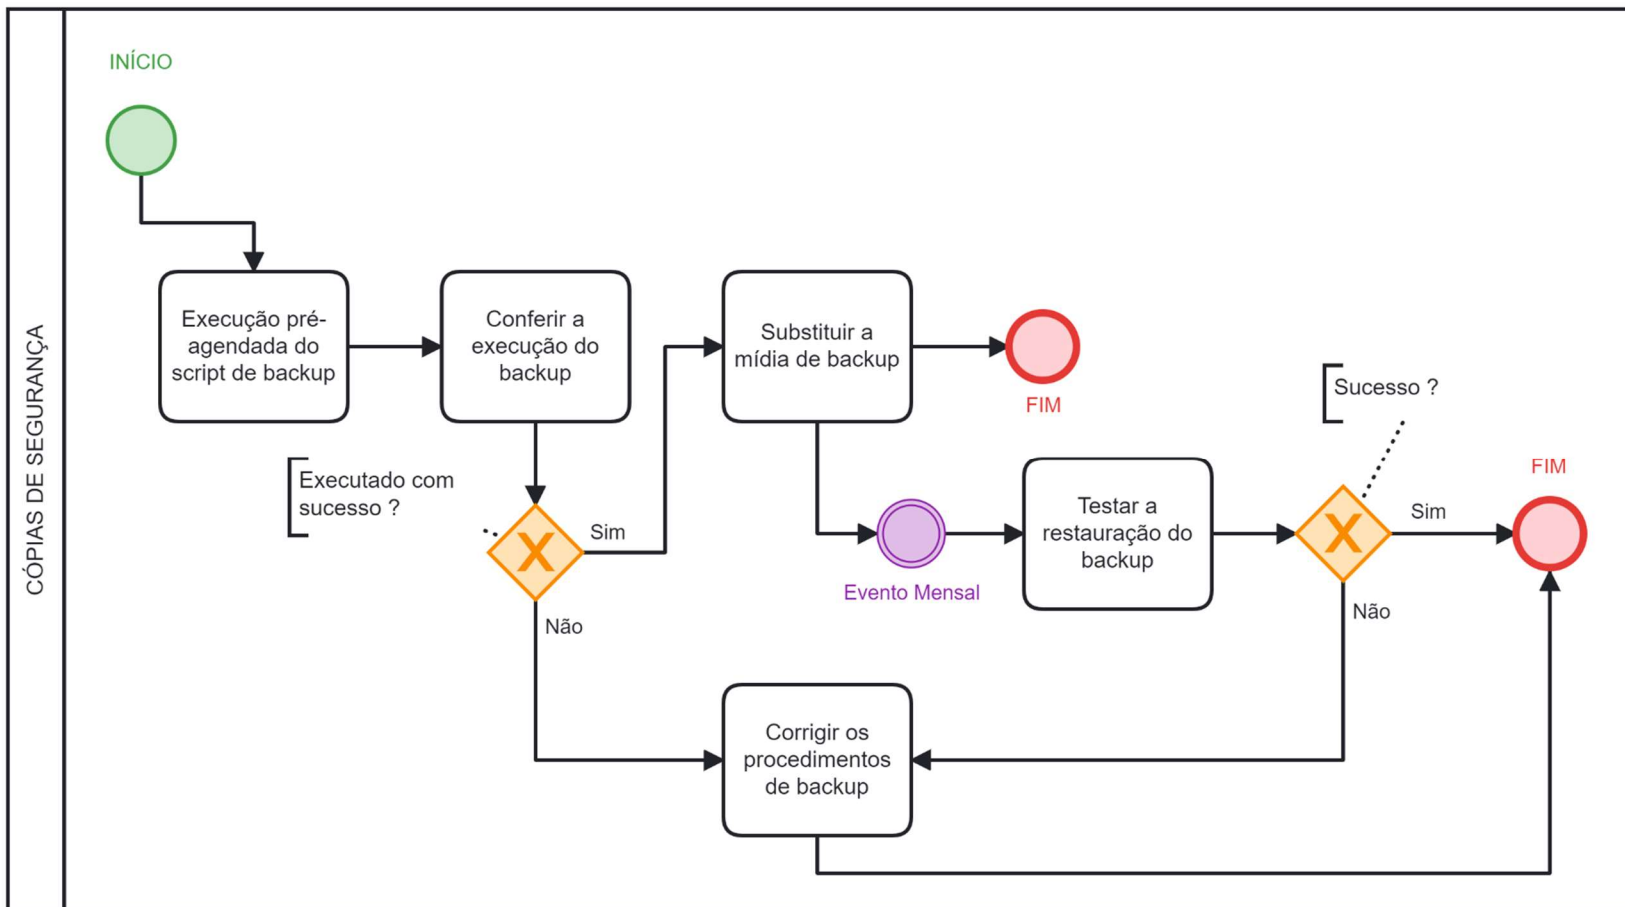 CÓPIAS DE SEGURANÇA
INÍCIO
Execução pré-
agendada do
script de backup
Conferir a
execução do
backup
Substituir a
mídia de backup
FIM
Sucesso ?
Executado com
sucesso ?
X
Sim
Não
Evento Mensal
Testar a
restauração do
backup
X
Sim
Não
FIM
Corrigir os
procedimentos
de backup